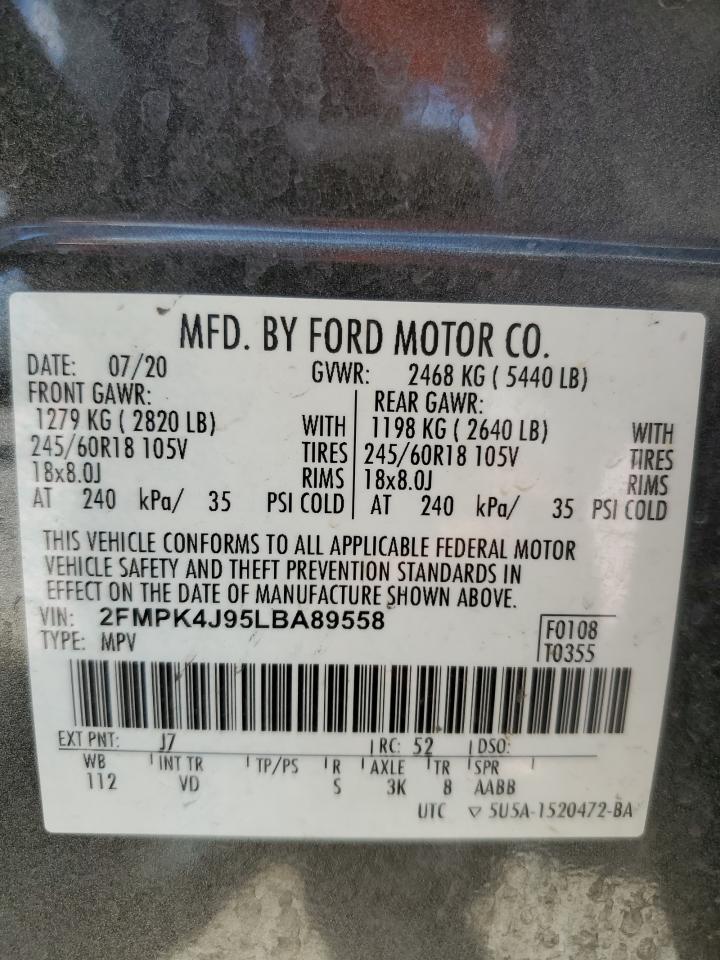 MFD. BY FORD MOTOR CO.
DATE: 07/20 GVWR: 2468 KG ( 5440 LB)
FRONT GAWR: REAR GAWR:
1279 KG ( 2820 LB) WITH 1198 KG ( 2640 LB) WITH
245/60R18 105V TIRES 245/60R18 105V TIRES
18x8.0J RIMS 18x8.0J RIMS
AT 240 kPa/ 35 PSI COLD AT 240 kPa/ 35 PSI COLD
THIS VEHICLE CONFORMS TO ALL APPLICABLE FEDERAL MOTOR
VEHICLE SAFETY AND THEFT PREVENTION STANDARDS IN
EFFECT ON THE DATE OF MANUFACTURE SHOWN ABOVE.
VIN: 2FMPK4J95LBA89558 F0108
TYPE: MPV T0355
EXT PNT: J7 RC: 52 DSO:
WB INT TR TP/PS R AXLE TR SPR
112 VD S 3K 8 AABB
UTC ▽ 5U5A-1520472-BA